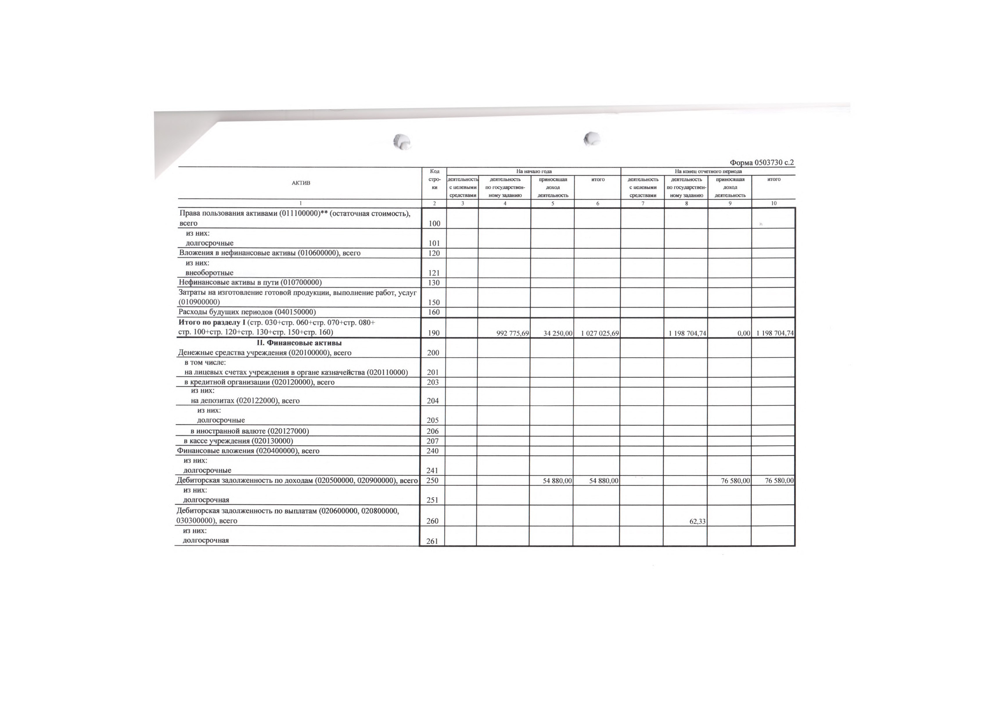 Форма 0503730 с.2
АКТИВ
Код
стро-
ки
На начало года
На конец отчетного периода
деятельность
с целевыми
средствами
деятельность
по государствен-
ному заданию
приносящая
доход
деятельность
итого
деятельность
с целевыми
средствами
деятельность
по государствен-
ному заданию
приносящая
доход
деятельность
итого
1 2 3 4 5 6 7 8 9 10
Права пользования активами (011100000)** (остаточная стоимость),
всего 100
из них:
долгосрочные 101
Вложения в нефинансовые активы (010600000), всего 120
из них:
внеоборотные 121
Нефинансовые активы в пути (010700000) 130
Затраты на изготовление готовой продукции, выполнение работ, услуг
(010900000) 150
Расходы будущих периодов (040150000) 160
Итого по разделу I (стр. 030+стр. 060+стр. 070+стр. 080+
стр. 100+стр. 120+стр. 130+стр. 150+стр. 160) 190 992 775,69 34 250,00 1 027 025,69 1 198 704,74 0,00 1 198 704,74
II. Финансовые активы
Денежные средства учреждения (020100000), всего 200
в том числе:
на лицевых счетах учреждения в органе казначейства (020110000) 201
в кредитной организации (020120000), всего 203
из них:
на депозитах (020122000), всего 204
из них:
долгосрочные 205
в иностранной валюте (020127000) 206
в кассе учреждения (020130000) 207
Финансовые вложения (020400000), всего 240
из них:
долгосрочные 241
Дебиторская задолженность по доходам (020500000, 020900000), всего 250 54 880,00 54 880,00 76 580,00 76 580,00
из них:
долгосрочная 251
Дебиторская задолженность по выплатам (020600000, 020800000,
030300000), всего 260 62,33
из них:
долгосрочная 261